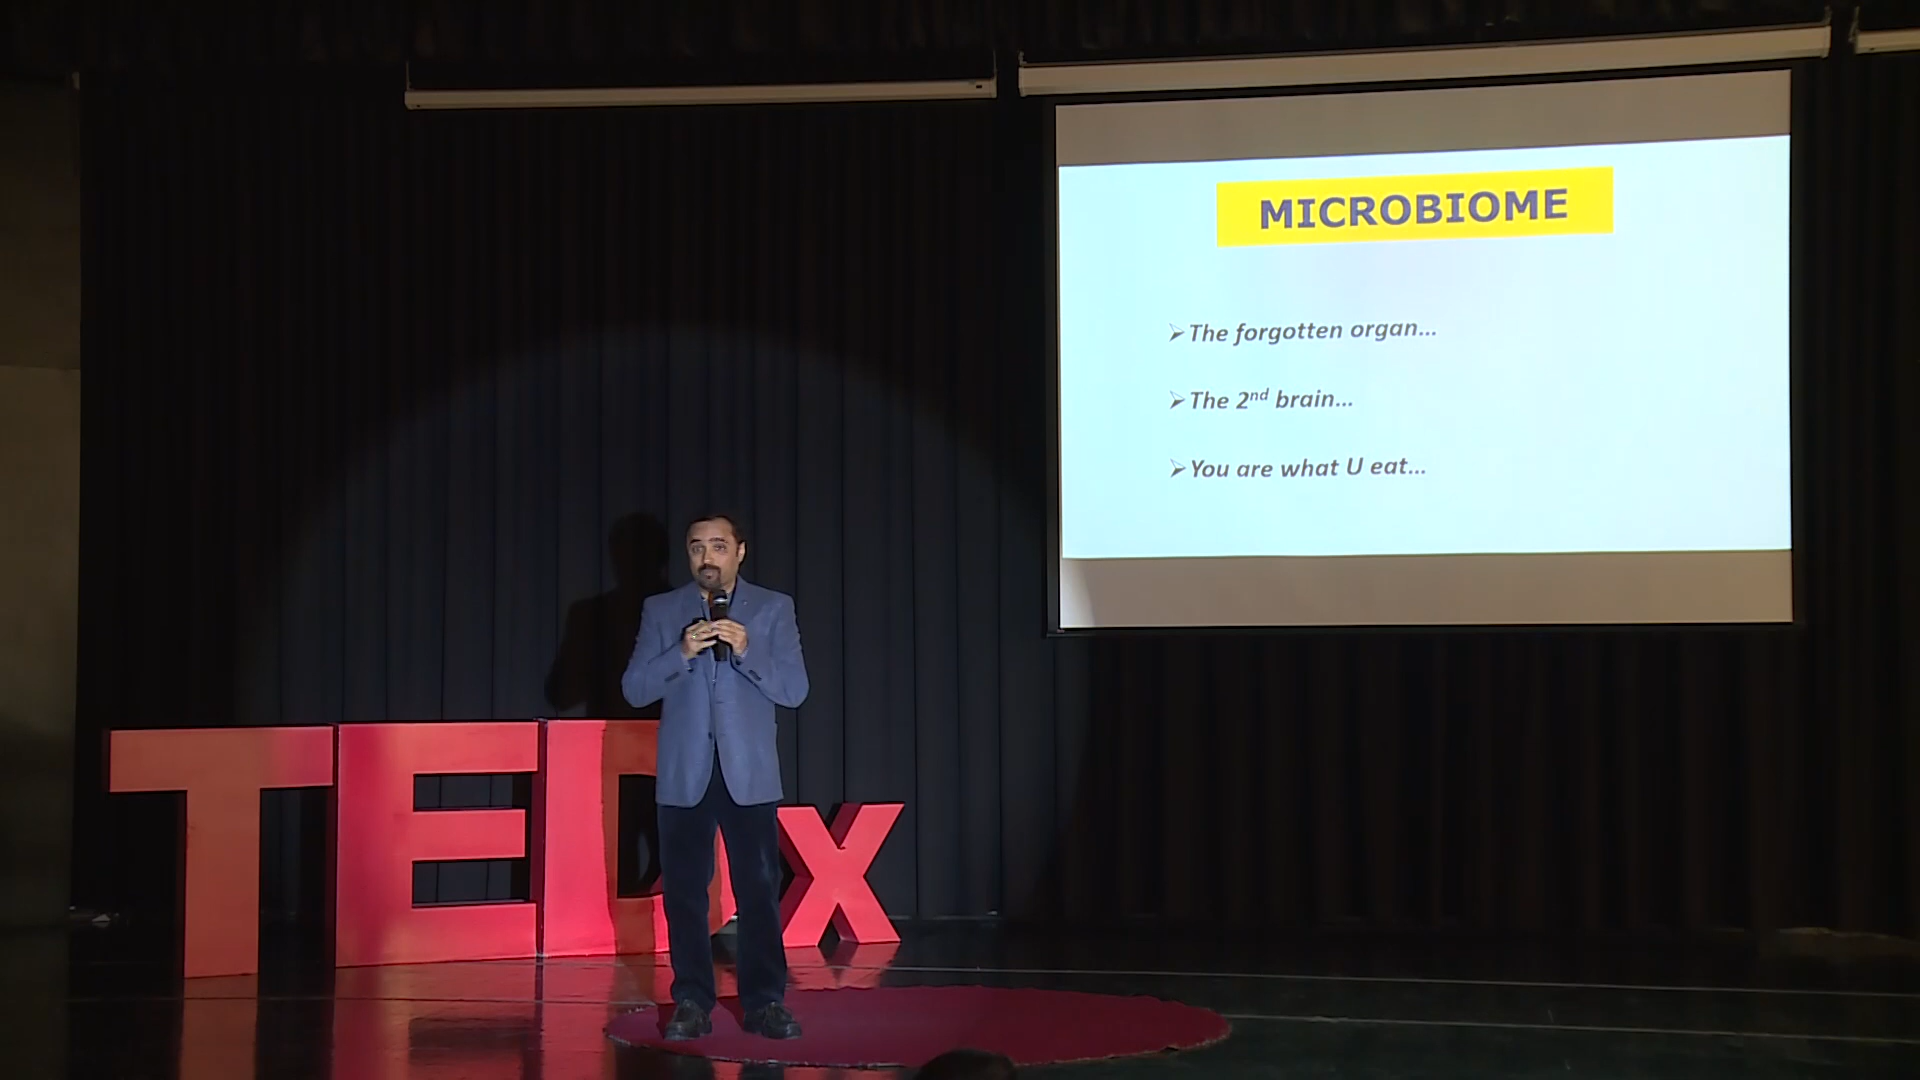 MICROBIOME
➢The forgotten organ...
➢The 2nd brain...
➢You are what U eat...
TEDx